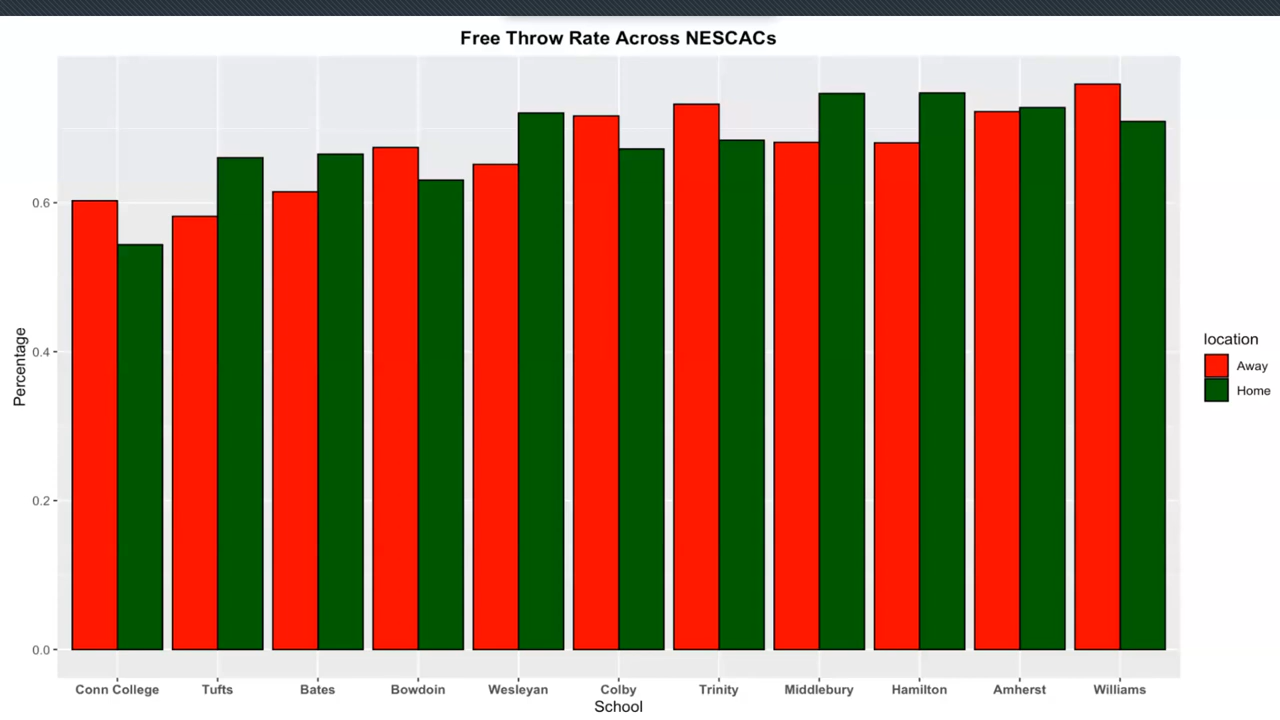 Free Throw Rate Across NESCACs
Percentage
0.6
0.4
0.2
0.0
Conn College Tufts Bates Bowdoin Wesleyan Colby Trinity Middlebury Hamilton Amherst Williams
School
location
Away
Home